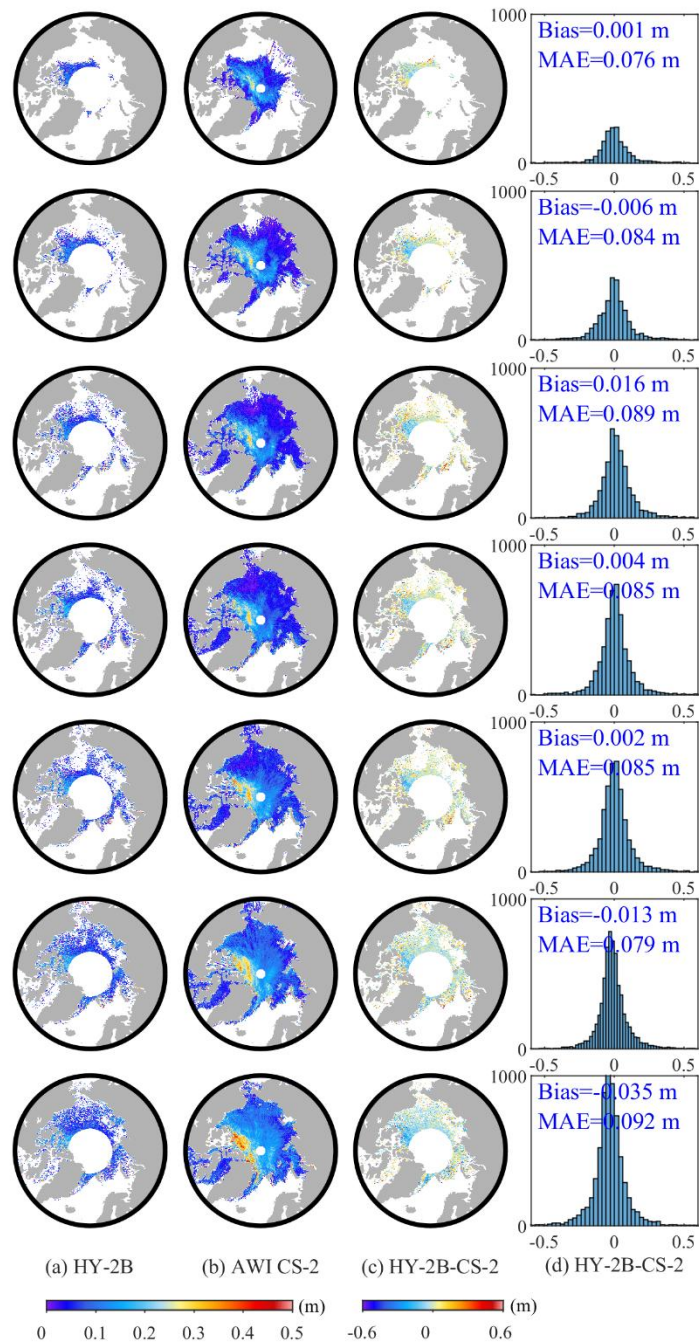 1000
Bias=0.001 m
MAE=0.076 m
0
-0.5 0 0.5
1000
Bias=-0.006 m
MAE=0.084 m
0
-0.5 0 0.5
1000
Bias=0.016 m
MAE=0.089 m
0
-0.5 0 0.5
1000
Bias=0.004 m
MAE=0.085 m
0
-0.5 0 0.5
1000
Bias=0.002 m
MAE=0.085 m
0
-0.5 0 0.5
1000
Bias=-0.013 m
MAE=0.079 m
0
-0.5 0 0.5
1000
Bias=-0.035 m
MAE=0.092 m
0
-0.5 0 0.5
(a) HY-2B (b) AWI CS-2 (c) HY-2B-CS-2 (d) HY-2B-CS-2
(m) (m)
0 0.1 0.2 0.3 0.4 0.5 -0.6 0 0.6